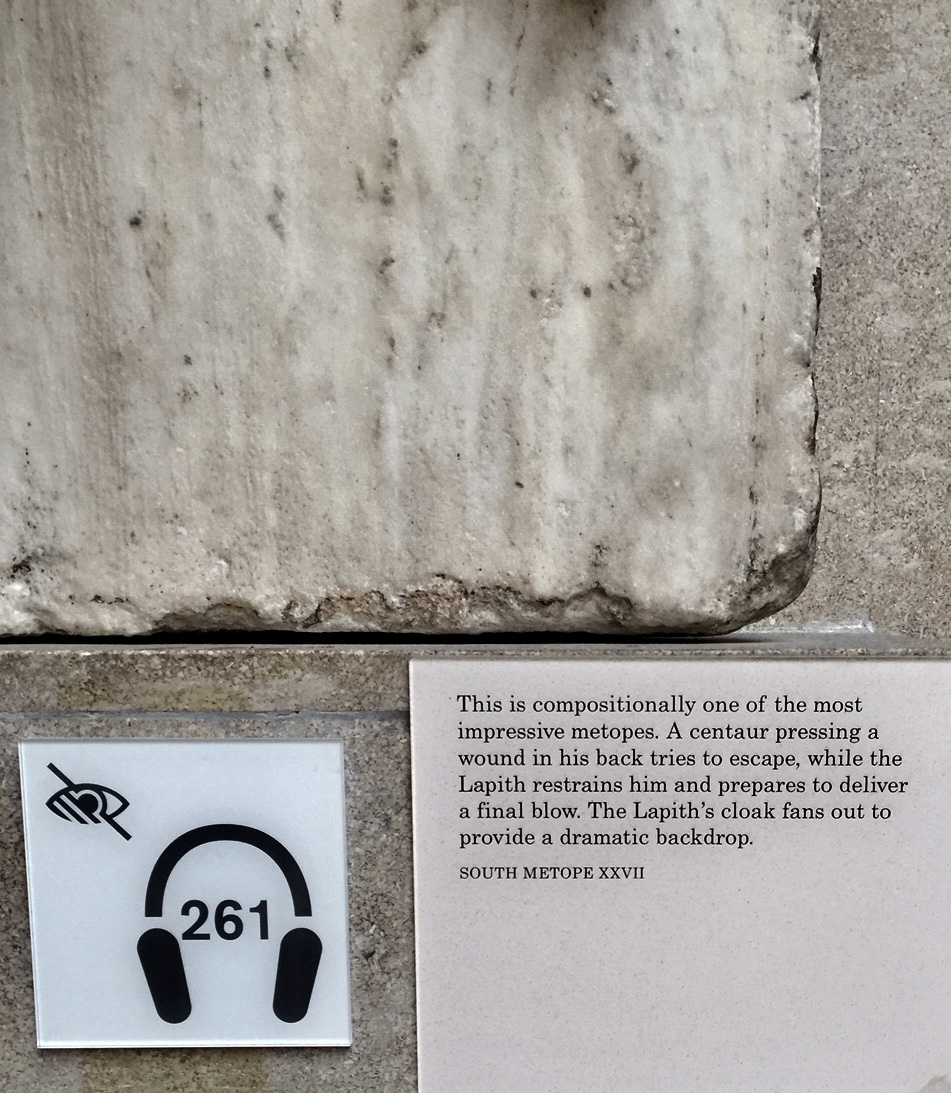 This is compositionally one of the most
impressive metopes. A centaur pressing a
wound in his back tries to escape, while the
Lapith restrains him and prepares to deliver
a final blow. The Lapith’s cloak fans out to
provide a dramatic backdrop.
SOUTH METOPE XXVII
261